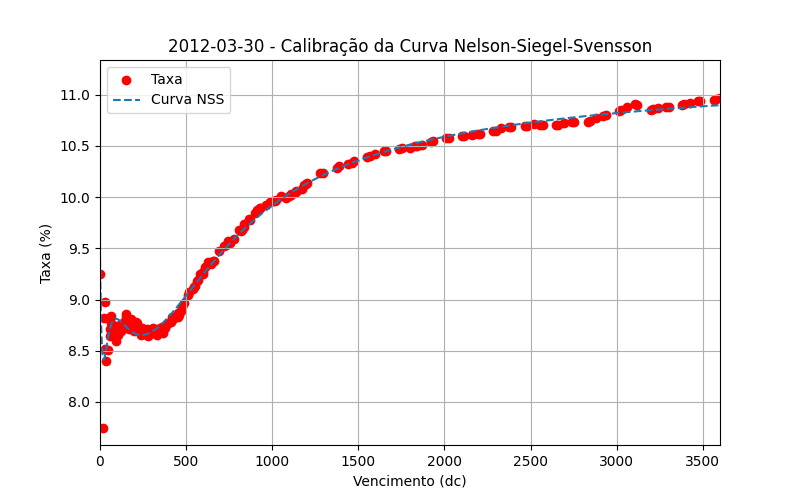 2012-03-30 - Calibração da Curva Nelson-Siegel-Svensson
Taxa
Curva NSS
Taxa (%)
11.0
10.5
10.0
9.5
9.0
8.5
8.0
0 500 1000 1500 2000 2500 3000 3500
Vencimento (dc)